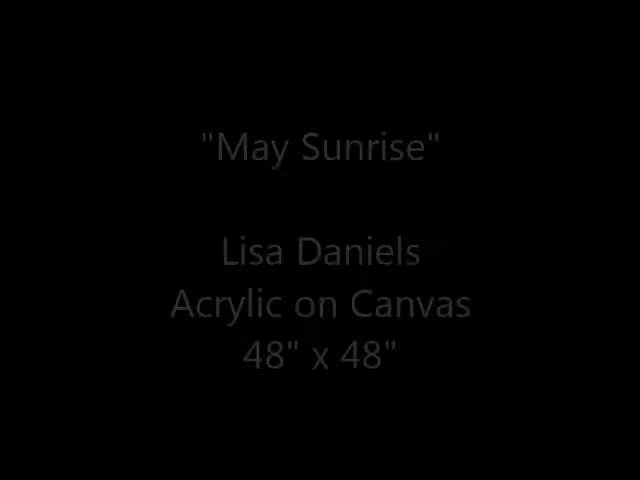 "May Sunrise"
Lisa Daniels
Acrylic on Canvas
48" x 48"